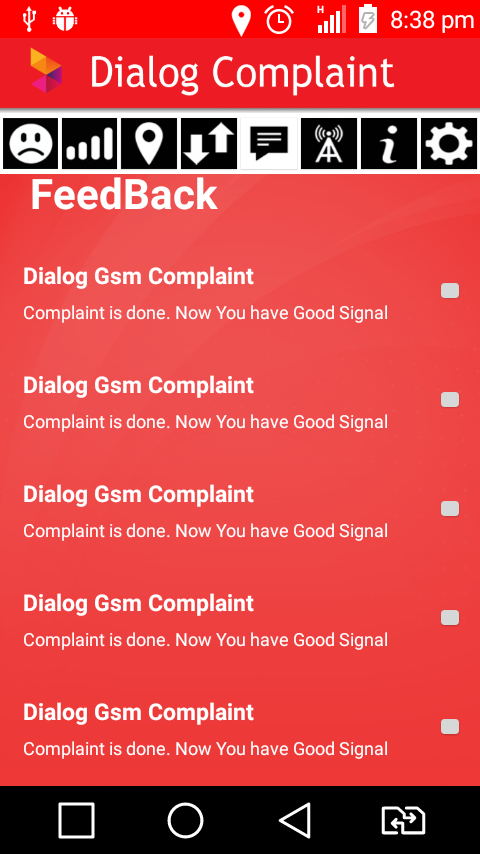 H
8:38 pm
Dialog Complaint
FeedBack
Dialog Gsm Complaint
Complaint is done. Now You have Good Signal
Dialog Gsm Complaint
Complaint is done. Now You have Good Signal
Dialog Gsm Complaint
Complaint is done. Now You have Good Signal
Dialog Gsm Complaint
Complaint is done. Now You have Good Signal
Dialog Gsm Complaint
Complaint is done. Now You have Good Signal